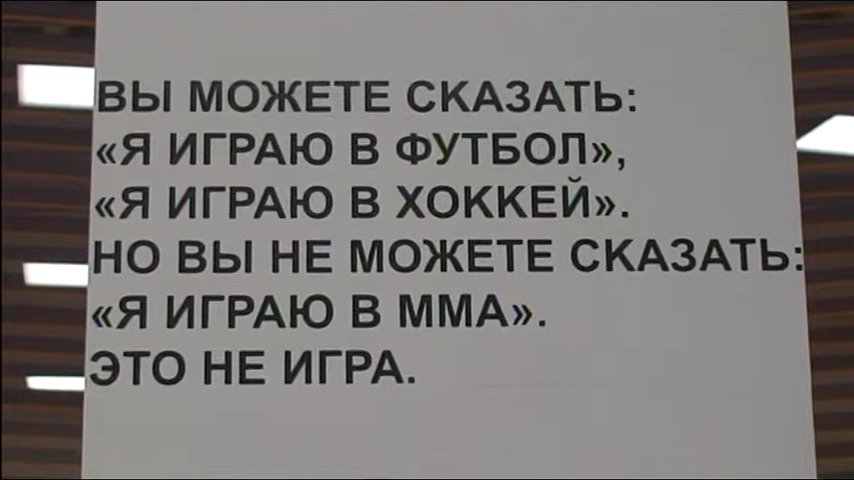 ВЫ МОЖЕТЕ СКАЗАТЬ:
«Я ИГРАЮ В ФУТБОЛ»,
«Я ИГРАЮ В ХОККЕЙ».
НО ВЫ НЕ МОЖЕТЕ СКАЗАТЬ:
«Я ИГРАЮ В ММА».
ЭТО НЕ ИГРА.